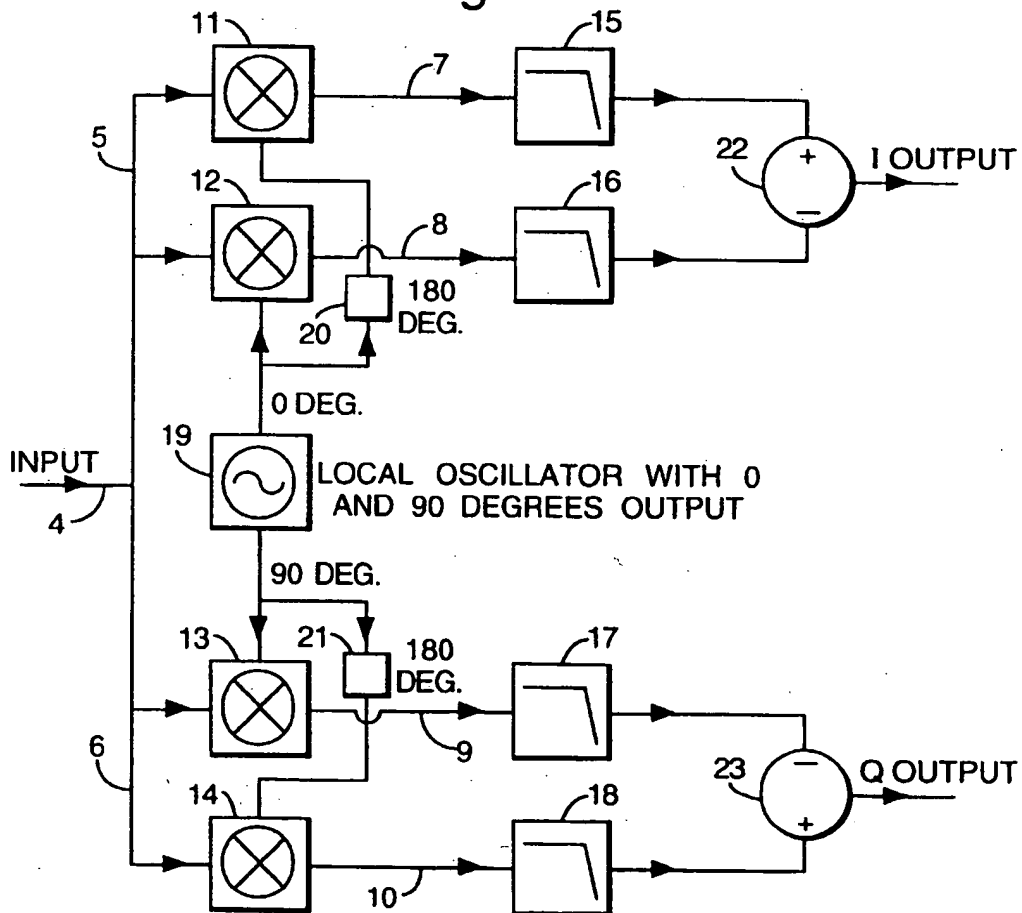 g
11
15
7
5
22
+
I OUTPUT
12
16
8
—
180
DEG.
20
0 DEG.
19
INPUT
LOCAL OSCILLATOR WITH 0
AND 90 DEGREES OUTPUT
4
90 DEG.
13
21
180
DEG.
17
9
6
23
—
Q OUTPUT
14
18
+
10